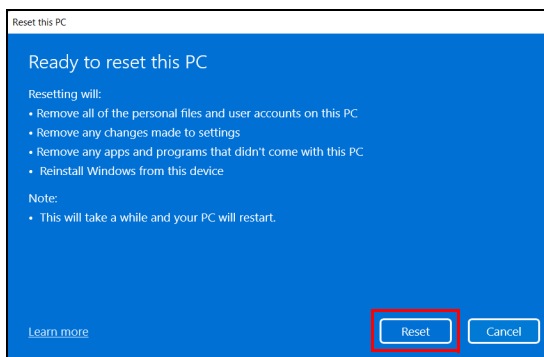 Reset this PC
Ready to reset this PC
Resetting will:
• Remove all of the personal files and user accounts on this PC
• Remove any changes made to settings
• Remove any apps and programs that didn't come with this PC
• Reinstall Windows from this device
Note:
• This will take a while and your PC will restart.
Learn more
Reset
Cancel